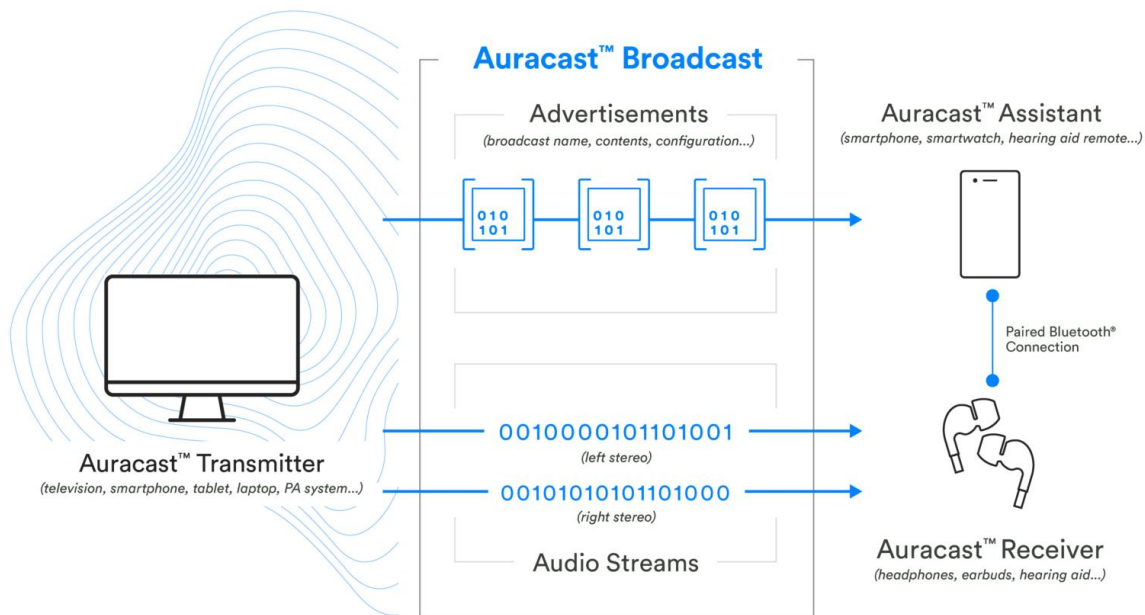 Auracast™ Broadcast
Advertisements
(broadcast name, contents, configuration...)
010
101
010
101
010
101
Auracast™ Assistant
(smartphone, smartwatch, hearing aid remote...)
Paired Bluetooth®
Connection
Auracast™ Transmitter
(television, smartphone, tablet, laptop, PA system...)
0010000101101001
(left stereo)
00101010101101000
(right stereo)
Audio Streams
Auracast™ Receiver
(headphones, earbuds, hearing aid...)